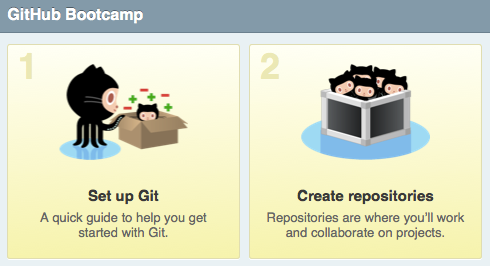 GitHub Bootcamp
1
Set up Git
A quick guide to help you get
started with Git.
2
Create repositories
Repositories are where you'll work
and collaborate on projects.